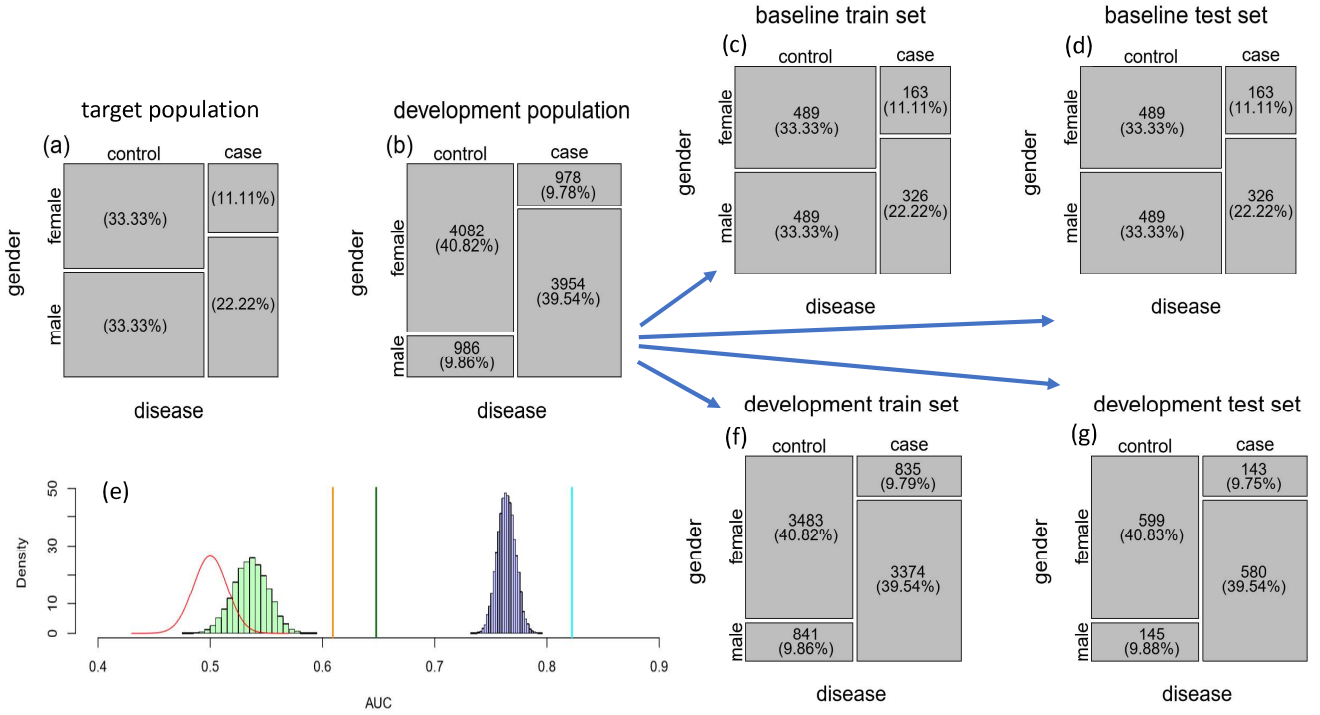 target population
(a)
control case
female
male
gender
(33.33%)
(11.11%)
(33.33%)
(22.22%)
disease
development population
(b)
control case
female
male
gender
4082
(40.82%)
978
(9.78%)
986
(9.86%)
3954
(39.54%)
disease
baseline train set
(c)
control case
female
male
gender
489
(33.33%)
163
(11.11%)
489
(33.33%)
326
(22.22%)
disease
baseline test set
(d)
control case
female
male
gender
489
(33.33%)
163
(11.11%)
489
(33.33%)
326
(22.22%)
disease
(e)
Density
50
30
10
0
0.4 0.5 0.6 0.7 0.8 0.9
AUC
development train set
(f)
control case
female
male
gender
3483
(40.82%)
835
(9.79%)
841
(9.86%)
3374
(39.54%)
disease
development test set
(g)
control case
female
male
gender
599
(40.83%)
143
(9.75%)
145
(9.88%)
580
(39.54%)
disease